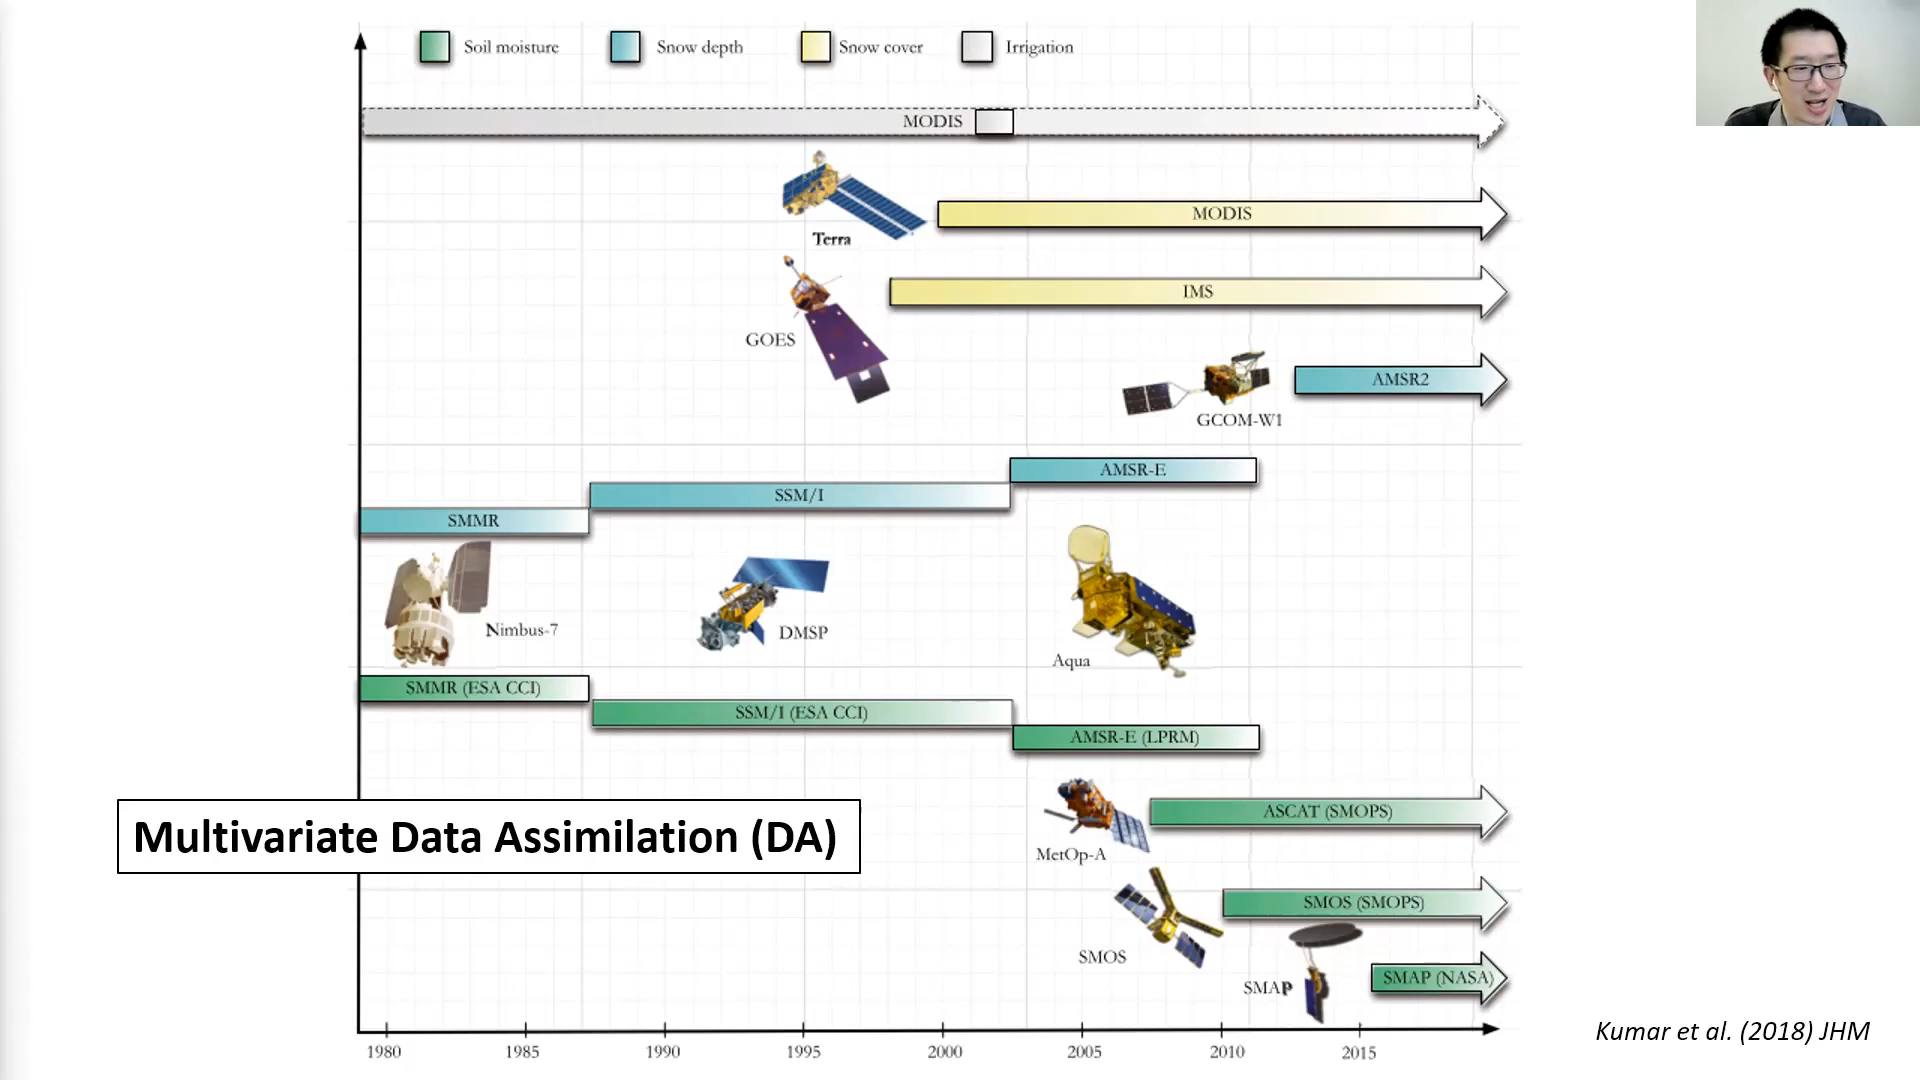 Soil moisture
Snow depth
Snow cover
Irrigation
MODIS
MODIS
Terra
IMS
GOES
AMSR2
GCOM-W1
AMSR-E
SSM/I
SMMR
Nimbus-7
DMSP
Aqua
SMMR (ESA CCI)
SSM/I (ESA CCI)
AMSR-E (LPRM)
ASCAT (SMOPS)
MetOp-A
Multivariate Data Assimilation (DA)
SMOS (SMOPS)
SMOS
SMAP (NASA)
SMAP
Kumar et al. (2018) JHM
1980 1985 1990 1995 2000 2005 2010 2015